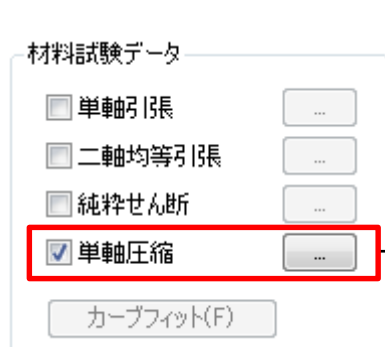 材料試験データ
単軸引張 ...
二軸均等引張 ...
純粋せん断 ...
単軸圧縮 ...
カーブフィット(F)